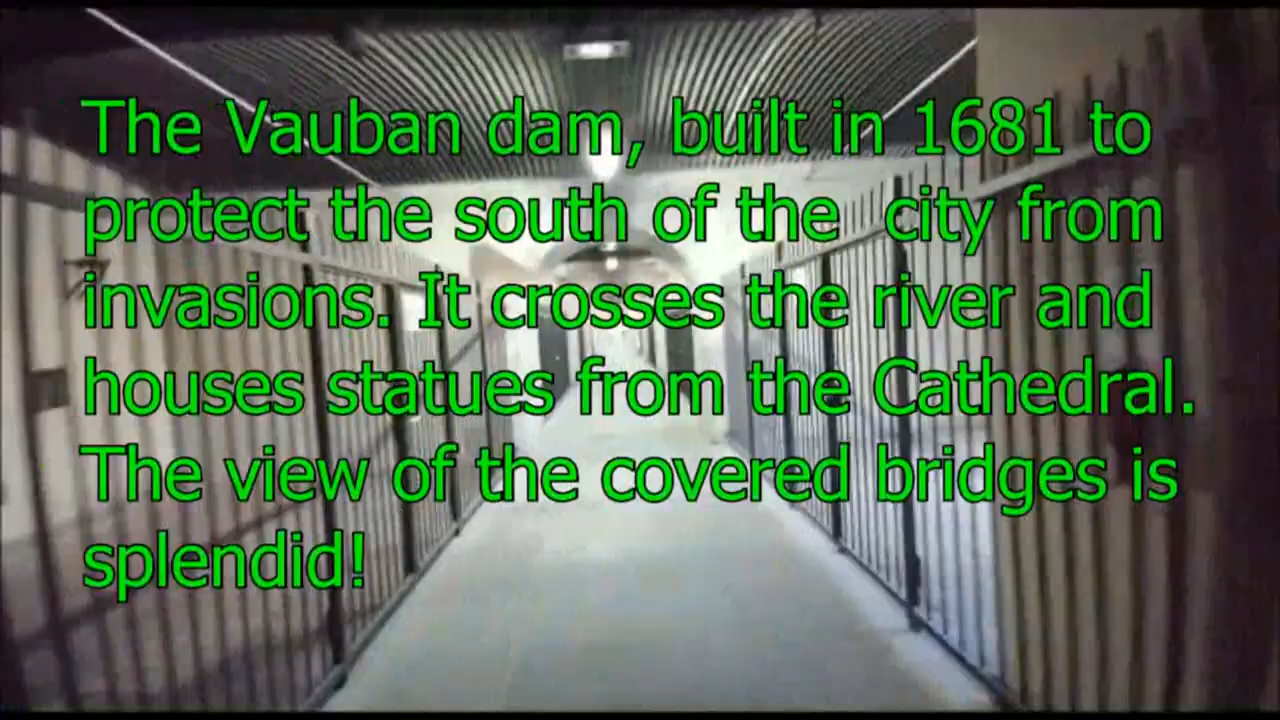 The Vauban dam, built in 1681 to
protect the south of the  city from
invasions. It crosses the river and
houses statues from the Cathedral.
The view of the covered bridges is
splendid!